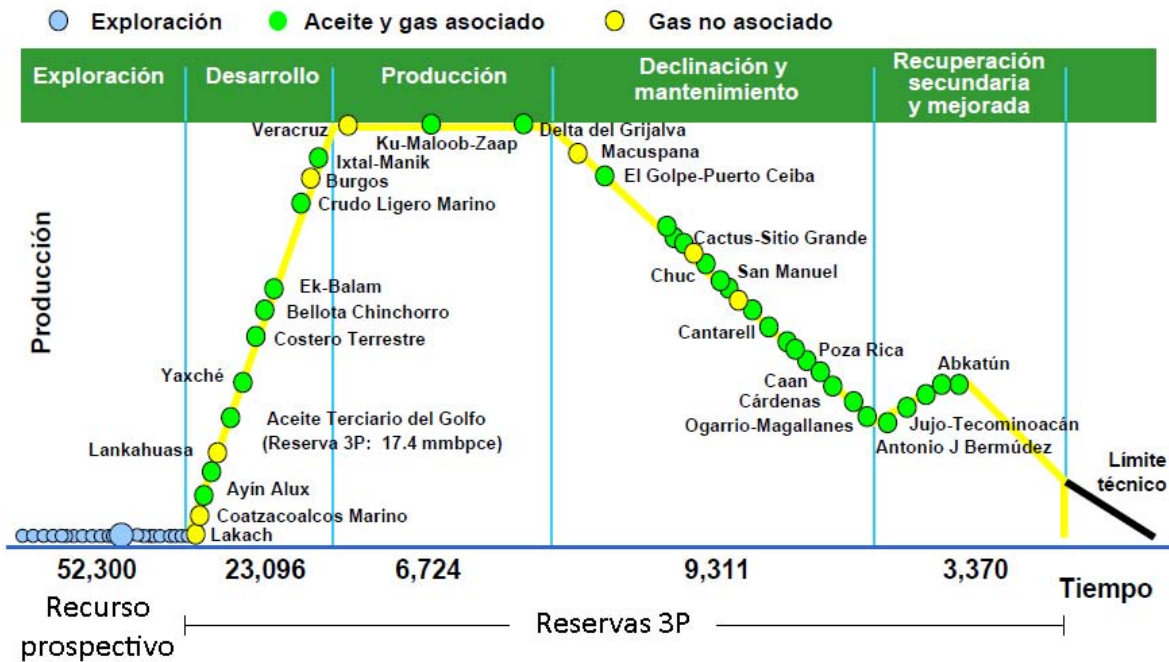 Exploración
Aceite y gas asociado
Gas no asociado
Exploración
Desarrollo
Producción
Declinación y
mantenimiento
Recuperación
secundaria
y mejorada
Producción
Veracruz
Ku-Maloob-Zaap
Delta del Grijalva
Ixtal-Manik
Macuspana
Burgos
El Golpe-Puerto Ceiba
Crudo Ligero Marino
Cactus-Sitio Grande
Chuc
San Manuel
Ek-Balam
Bellota Chinchorro
Cantarell
Costero Terrestre
Poza Rica
Abkatún
Yaxché
Caan
Cárdenas
Aceite Terciario del Golfo
(Reserva 3P: 17.4 mmbpce)
Ogarrio-Magallanes
Jujo-Tecominoacán
Antonio J Bermúdez
Lankahuasa
Límite
técnico
Ayín Alux
Coatzacoalcos Marino
Lakach
52,300
23,096
6,724
9,311
3,370
Tiempo
Recurso
prospectivo
Reservas 3P